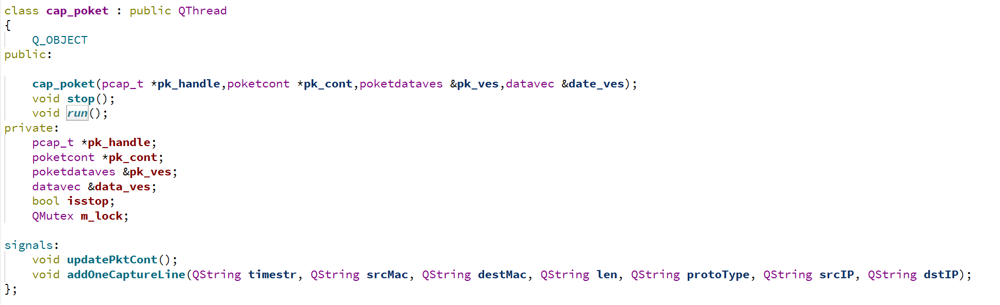 class cap_poket : public QThread
{
    Q_OBJECT
public:

    cap_poket(pcap_t *pk_handle,poketcont *pk_cont,poketdataves &pk_ves,datavec &date_ves);
    void stop();
    void run();
private:
    pcap_t *pk_handle;
    poketcont *pk_cont;
    poketdataves &pk_ves;
    datavec &data_ves;
    bool isstop;
    QMutex m_lock;

signals:
    void updatePktCont();
    void addOneCaptureLine(QString timestr, QString srcMac, QString destMac, QString len, QString protoType, QString srcIP, QString dstIP);
};